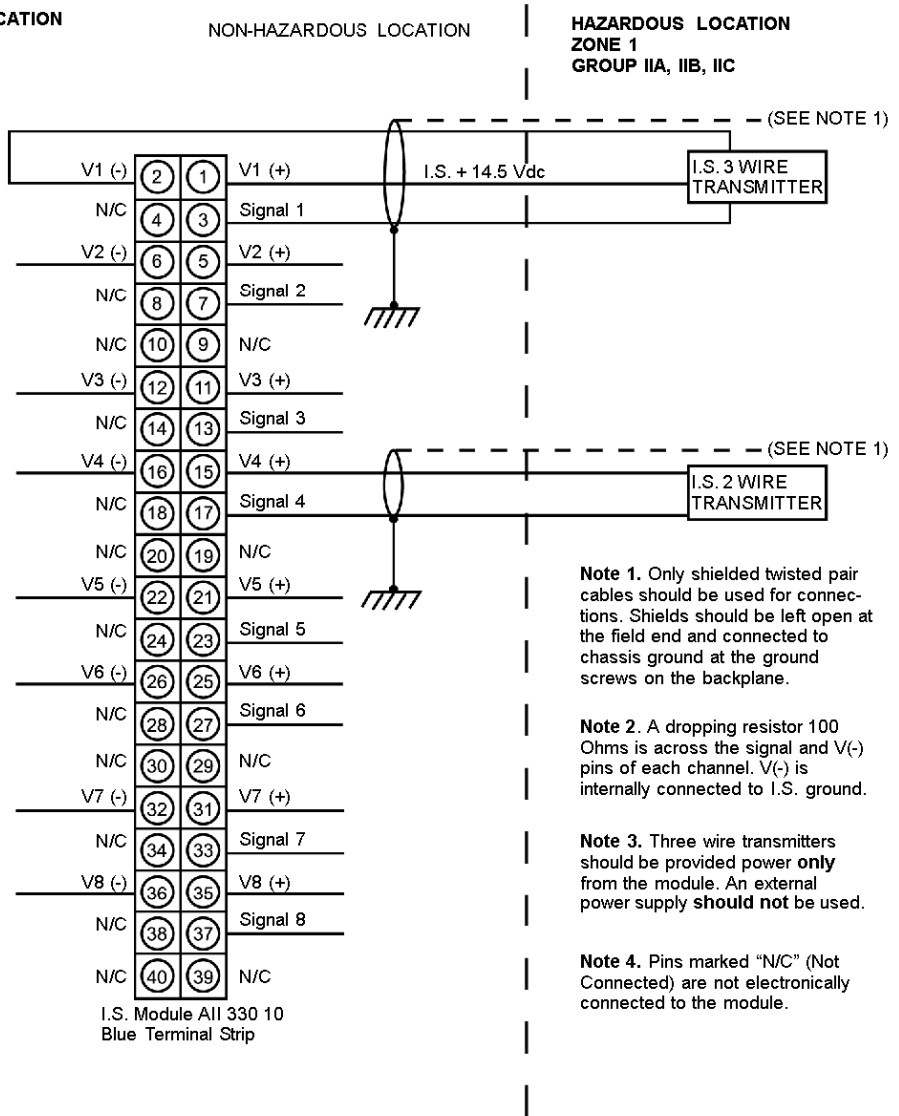 CATION
NON-HAZARDOUS LOCATION
HAZARDOUS LOCATION
ZONE 1
GROUP IIA, IIB, IIC
(SEE NOTE 1)
V1 (-) 2 1 V1 (+) I.S. + 14.5 Vdc
I.S. 3 WIRE
TRANSMITTER
N/C 4 3 Signal 1
V2 (-) 6 5 V2 (+)
N/C 8 7 Signal 2
N/C 10 9 N/C
V3 (-) 12 11 V3 (+)
N/C 14 13 Signal 3
(SEE NOTE 1)
V4 (-) 16 15 V4 (+)
I.S. 2 WIRE
TRANSMITTER
N/C 18 17 Signal 4
N/C 20 19 N/C
V5 (-) 22 21 V5 (+)
N/C 24 23 Signal 5
V6 (-) 26 25 V6 (+)
N/C 28 27 Signal 6
N/C 30 29 N/C
V7 (-) 32 31 V7 (+)
N/C 34 33 Signal 7
V8 (-) 36 35 V8 (+)
N/C 38 37 Signal 8
N/C 40 39 N/C
I.S. Module AII 330 10
Blue Terminal Strip
Note 1. Only shielded twisted pair
cables should be used for connec-
tions. Shields should be left open at
the field end and connected to
chassis ground at the ground
screws on the backplane.
Note 2. A dropping resistor 100
Ohms is across the signal and V(-)
pins of each channel. V(-) is
internally connected to I.S. ground.
Note 3. Three wire transmitters
should be provided power only
from the module. An external
power supply should not be used.
Note 4. Pins marked “N/C” (Not
Connected) are not electronically
connected to the module.